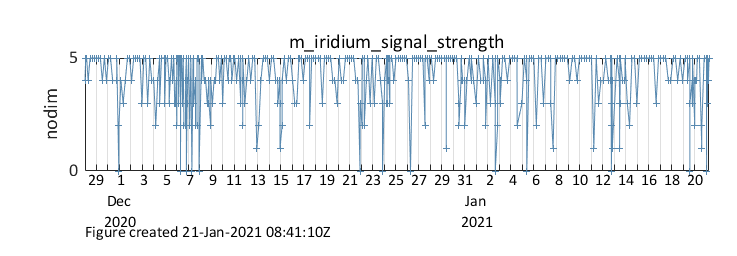 m_iridium_signal_strength
5
nodim
0
29 1 3 5 7 9 11 13 15 17 19 21 23 25 27 29 31 2 4 6 8 10 12 14 16 18 20
Dec Jan
2020 2021
Figure created 21-Jan-2021 08:41:10Z